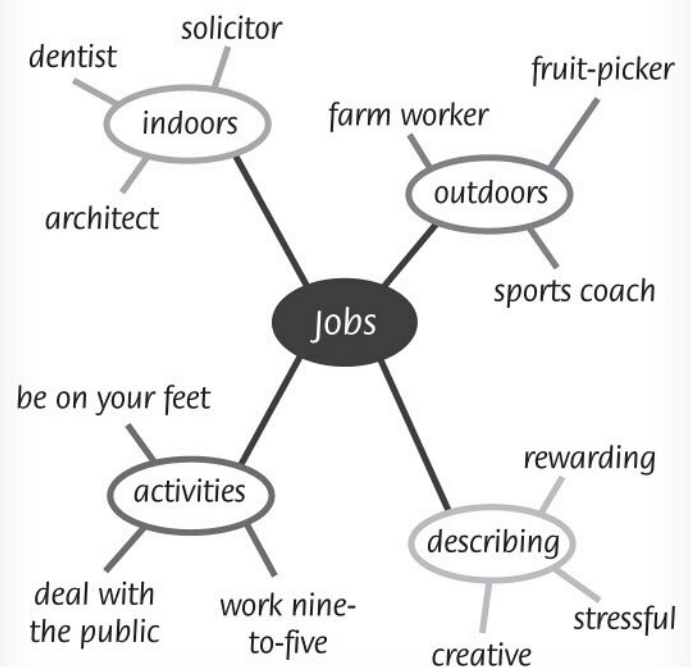 solicitor
dentist
indoors
architect
fruit-picker
farm worker
outdoors
sports coach
Jobs
be on your feet
activities
deal with
the public
work nine-
to-five
rewarding
describing
stressful
creative